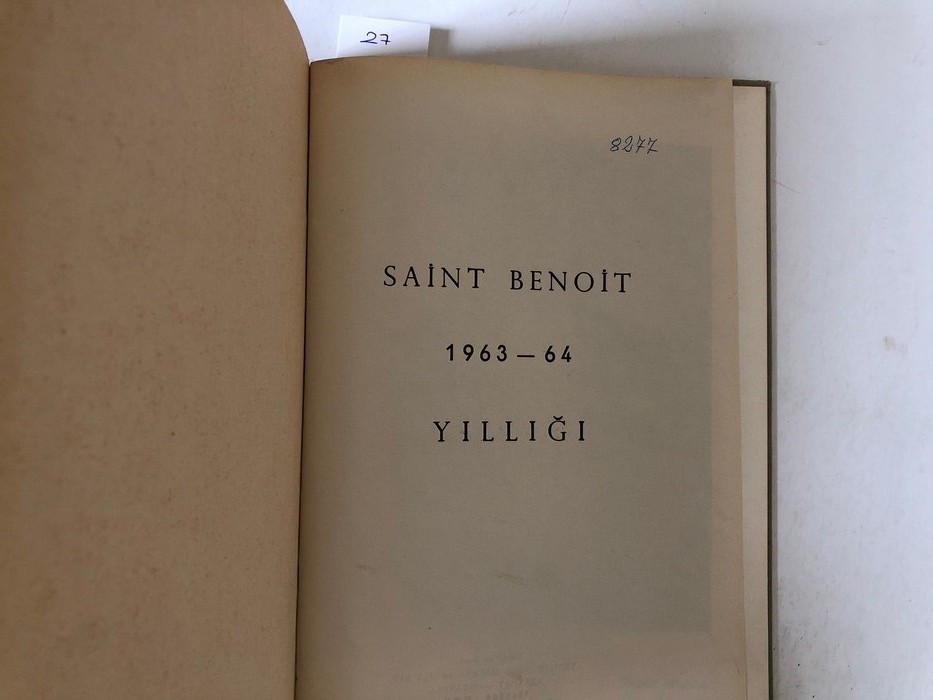 27
8277
SAİNT BENOİT
1963 — 64
YILLIĞI